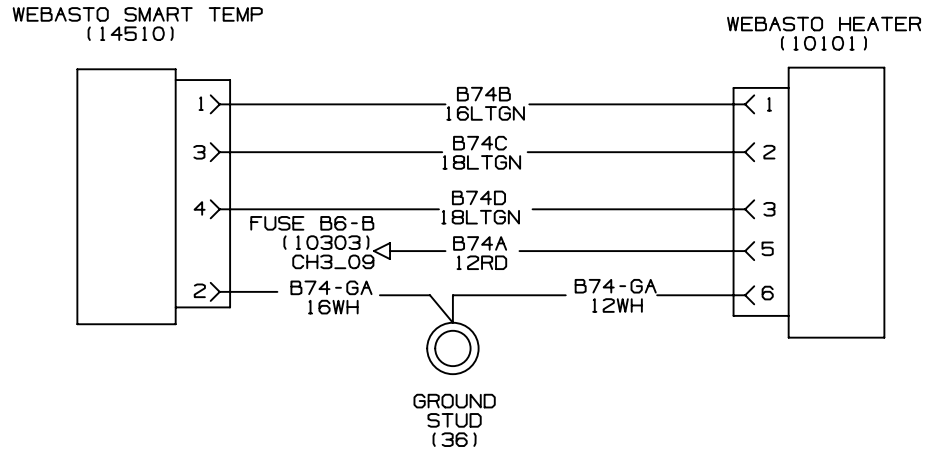 WEBASTO SMART TEMP
(14510)
WEBASTO HEATER
(10101)
1
B74B
16LTGN
1
3
B74C
18LTGN
2
4
B74D
18LTGN
3
FUSE B6-B
(10303)
CH3_09
B74A
12RD
5
2
B74-GA
16WH
B74-GA
12WH
6
GROUND
STUD
(36)